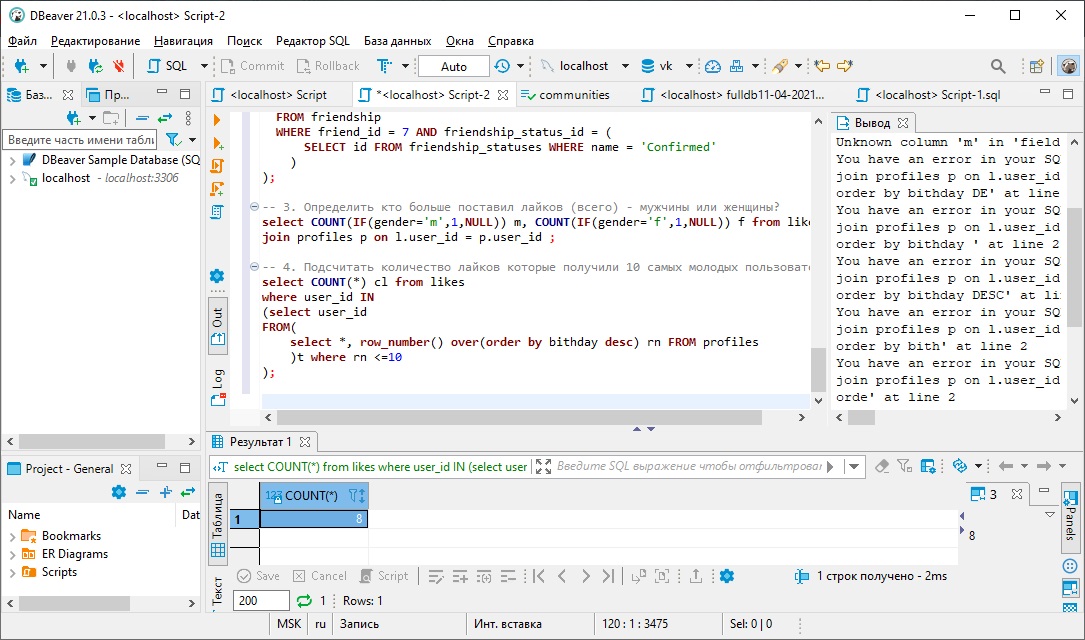 DBeaver 21.0.3 - <localhost> Script-2
Файл Редактирование Навигация Поиск Редактор SQL База данных Окна Справка
SQL Commit Rollback Auto localhost vk
Баз... Пр...
Введите часть имени табли
DBeaver Sample Database (SQ
localhost - localhost:3306
<localhost> Script *<localhost> Script-2 communities <localhost> fulldb11-04-2021... <localhost> Script-1.sql
FROM friendship
WHERE friend_id = 7 AND friendship_status_id = (
SELECT id FROM friendship_statuses WHERE name = 'Confirmed'
)
);
-- 3. Определить кто больше поставил лайков (всего) - мужчины или женщины?
select COUNT(IF(gender='m',1,NULL)) m, COUNT(IF(gender='f',1,NULL)) f from like
join profiles p on l.user_id = p.user_id ;
-- 4. Подсчитать количество лайков которые получили 10 самых молодых пользоват
select COUNT(*) cl from likes
where user_id IN
(select user_id
FROM(
select *, row_number() over(order by bithday desc) rn FROM profiles
)t where rn <=10
);
Out
Log
Вывод
Unknown column 'm' in 'field
You have an error in your SQ
join profiles p on l.user_id
order by bithday DE' at line
You have an error in your SQ
join profiles p on l.user_id
order by bithday ' at line 2
You have an error in your SQ
join profiles p on l.user_id
order by bithday DESC' at li
You have an error in your SQ
join profiles p on l.user_id
order by bith' at line 2
You have an error in your SQ
join profiles p on l.user_id
orde' at line 2
Project - General
Name Dat
Bookmarks
ER Diagrams
Scripts
Результат 1
select COUNT(*) from likes where user_id IN (select user
Введите SQL выражение чтобы отфильтроват
Таблица
Текст
123 COUNT(*)
1 8
3
8
Panels
Save Cancel Script
1 строк получено - 2ms
200 1 Rows: 1
MSK ru Запись Инт. вставка 120 : 1 : 3475 Sel: 0 | 0